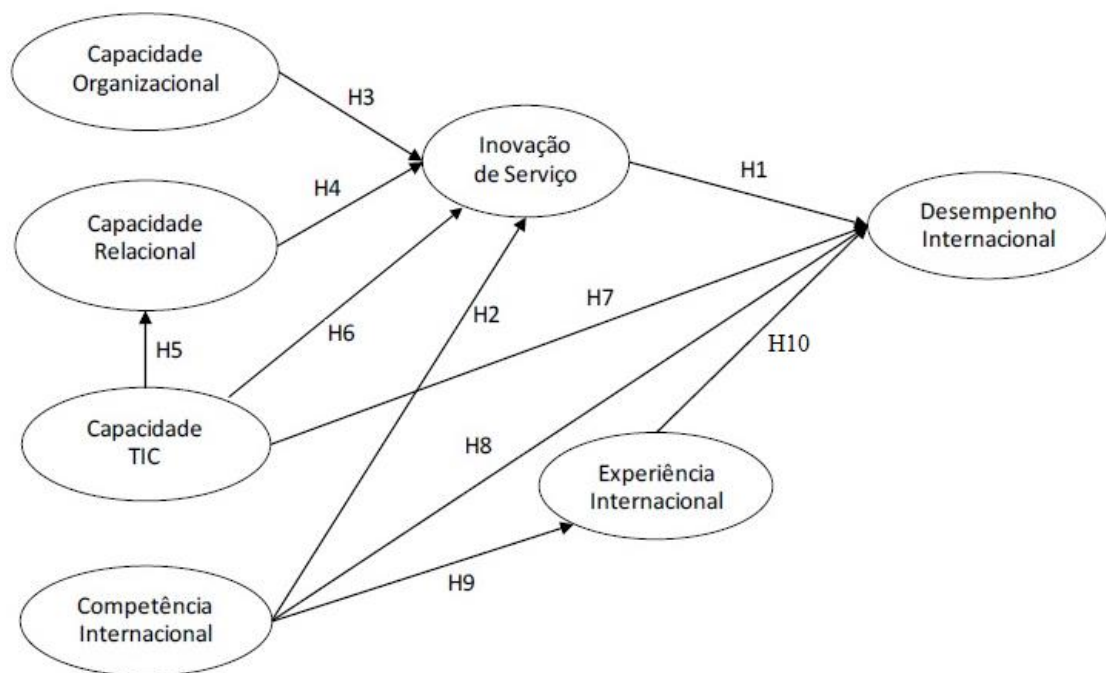 Capacidade
Organizacional
H3
Inovação
de Serviço
H1
H4
Capacidade
Relacional
Desempenho
Internacional
H5
H6
H2
H7
H10
Capacidade
TIC
H8
Experiência
Internacional
H9
Competência
Internacional